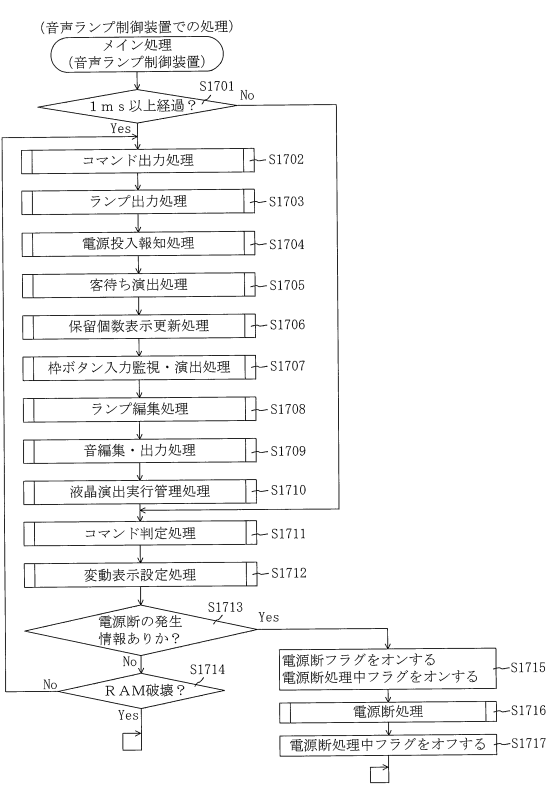 (音声ランプ制御装置での処理)
メイン処理
(音声ランプ制御装置)
S1701
1ms以上経過?
No
Yes
コマンド出力処理
S1702
ランプ出力処理
S1703
電源投入報知処理
S1704
客待ち演出処理
S1705
保留個数表示更新処理
S1706
枠ボタン入力監視・演出処理
S1707
ランプ編集処理
S1708
音編集・出力処理
S1709
液晶演出実行管理処理
S1710
コマンド判定処理
S1711
変動表示設定処理
S1712
S1713
電源断の発生
情報ありか?
Yes
No
S1714
No
RAM破壊?
Yes
電源断フラグをオンする
電源断処理中フラグをオンする
S1715
電源断処理
S1716
電源断処理中フラグをオフする
S1717